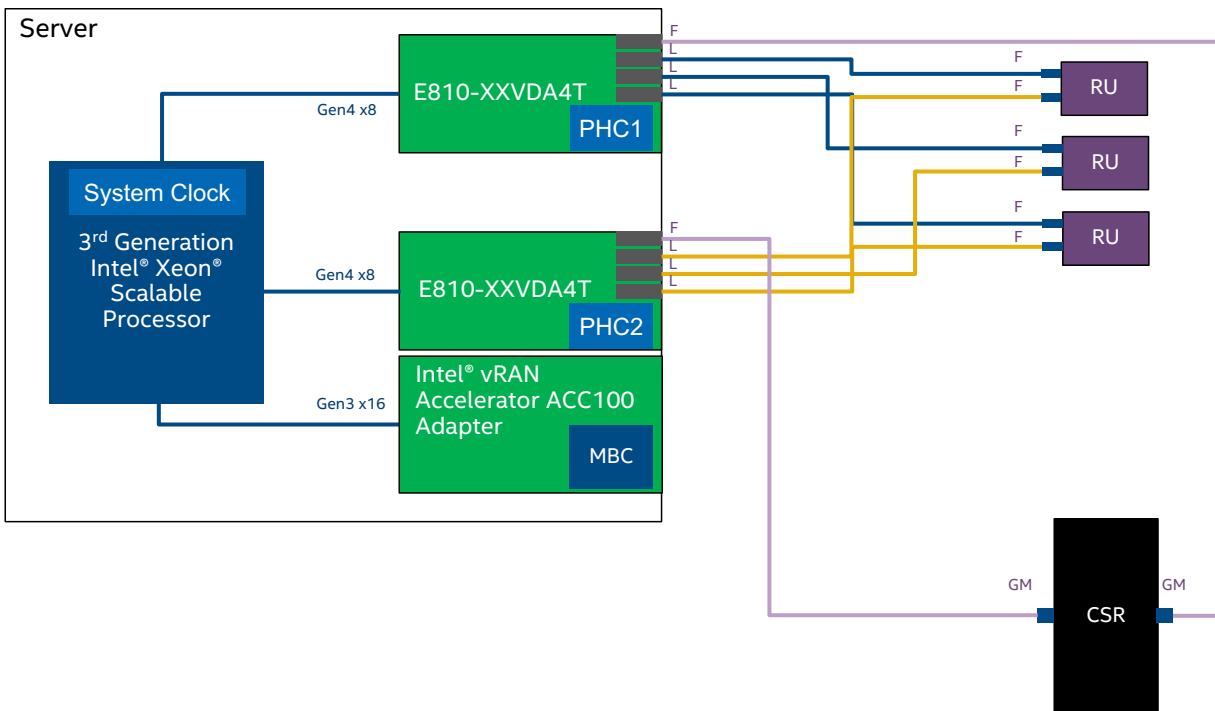 Server
F
L
L
L
E810-XXVDA4T
PHC1
Gen4 x8
System Clock
3rd Generation
Intel® Xeon®
Scalable
Processor
Gen4 x8
F
L
L
L
E810-XXVDA4T
PHC2
Gen3 x16
Intel® vRAN
Accelerator ACC100
Adapter
MBC
F
F
RU
F
F
RU
F
F
RU
GM
CSR
GM